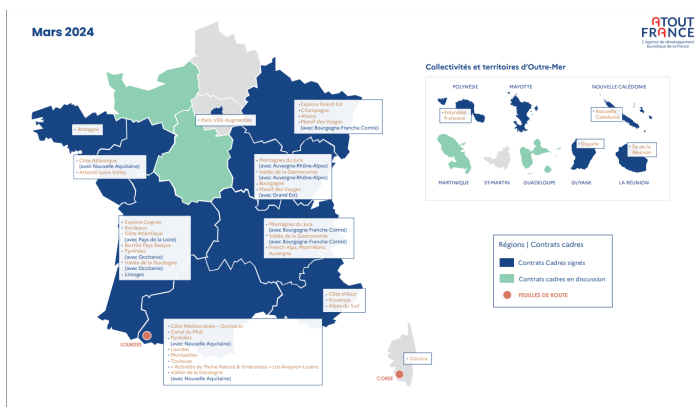 Mars 2024
ATOUT
FRANCE
L'Agence de développement
touristique de la France
• Bretagne
• Côte Atlantique
(avec Nouvelle Aquitaine)
• Atlantic Loire Valley
• Paris Ville Augmentée
• Explore Grand Est
• Champagne
• Alsace
• Massif des Vosges
(avec Bourgogne Franche Comté)
• Montagnes du Jura
(avec Auvergne-Rhône-Alpes)
• Vallée de la Gastronomie
(avec Auvergne-Rhône-Alpes)
• Bourgogne
• Massif des Vosges
(avec Grand Est)
• Explore Cognac
• Bordeaux
• Côte Atlantique
(avec Pays de la Loire)
• Biarritz Pays Basque
• Pyrénées
(avec Occitanie)
• Vallée de la Dordogne
(avec Occitanie)
• Limoges
• Montagnes du Jura
(avec Bourgogne Franche Comté)
• Vallée de la Gastronomie
(avec Bourgogne Franche Comté)
• French Alps, Mont-Blanc
Auvergne
• Côte d'Azur
• Provence
• Alpes du Sud
LOURDES
• Côté Méditerranée – Occitanie
• Canal du Midi
• Pyrénées
(avec Nouvelle Aquitaine)
• Lourdes
• Montpellier
• Toulouse
• « Activités de Pleine Nature & Itinérances » Lot-Aveyron-Lozère
• Vallée de la Dordogne
(avec Nouvelle Aquitaine)
• Corsica
CORSE
Collectivités et territoires d'Outre-Mer
POLYNÉSIE
MAYOTTE
NOUVELLE CALÉDONIE
• Polynésie
française
• Nouvelle
Calédonie
• Guyane
• Île de la
Réunion
MARTINIQUE
ST-MARTIN
GUADELOUPE
GUYANE
LA RÉUNION
Régions | Contrats cadres
Contrats Cadres signés
Contrats cadres en discussion
FEUILLES DE ROUTE